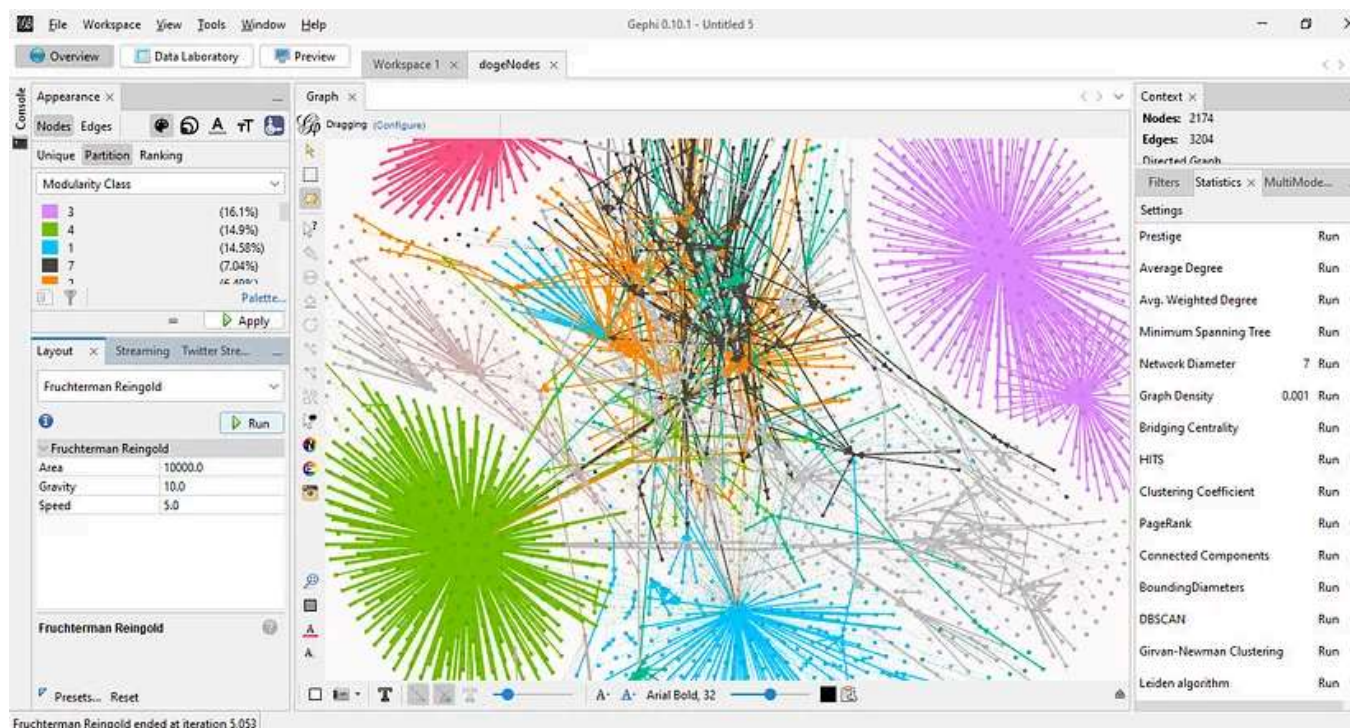 File Workspace View Tools Window Help
Gephi 0.10.1 - Untitled 5
Overview Data Laboratory Preview
Workspace 1 × dogeNodes ×
Console
Appearance ×
Nodes Edges
Unique Partition Ranking
Modularity Class
3 (16.1%)
4 (14.9%)
1 (14.58%)
7 (7.04%)
2 (6.49%)
Palette...
Apply
Layout × Streaming Twitter Stre...
Fruchterman Reingold
Run
Fruchterman Reingold
Area 10000.0
Gravity 10.0
Speed 5.0
Fruchterman Reingold
Presets... Reset
Fruchterman Reingold ended at iteration 5,053
Graph ×
Dragging (Configure)
Arial Bold, 32
Context ×
Nodes: 2174
Edges: 3204
Directed Graph
Filters Statistics × MultiMode...
Settings
Prestige Run
Average Degree Run
Avg. Weighted Degree Run
Minimum Spanning Tree Run
Network Diameter 7 Run
Graph Density 0.001 Run
Bridging Centrality Run
HITS Run
Clustering Coefficient Run
PageRank Run
Connected Components Run
BoundingDiameters Run
DBSCAN Run
Girvan-Newman Clustering Run
Leiden algorithm Run